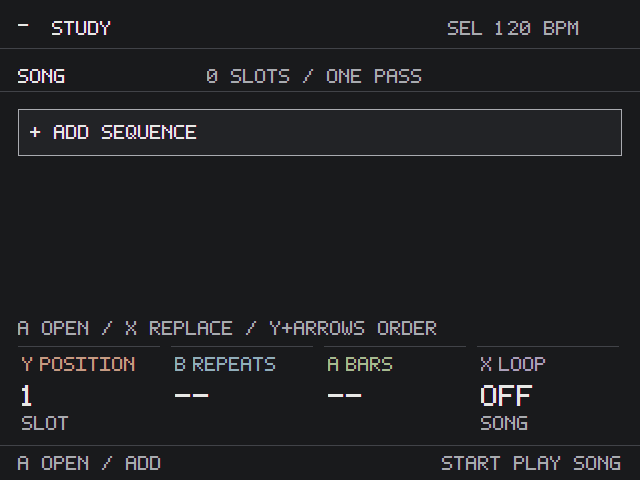 – STUDY SEL 120 BPM
SONG 0 SLOTS / ONE PASS
+ ADD SEQUENCE
A OPEN / X REPLACE / Y+ARROWS ORDER
Y POSITION B REPEATS A BARS X LOOP
1 -- -- OFF
SLOT SONG
A OPEN / ADD START PLAY SONG